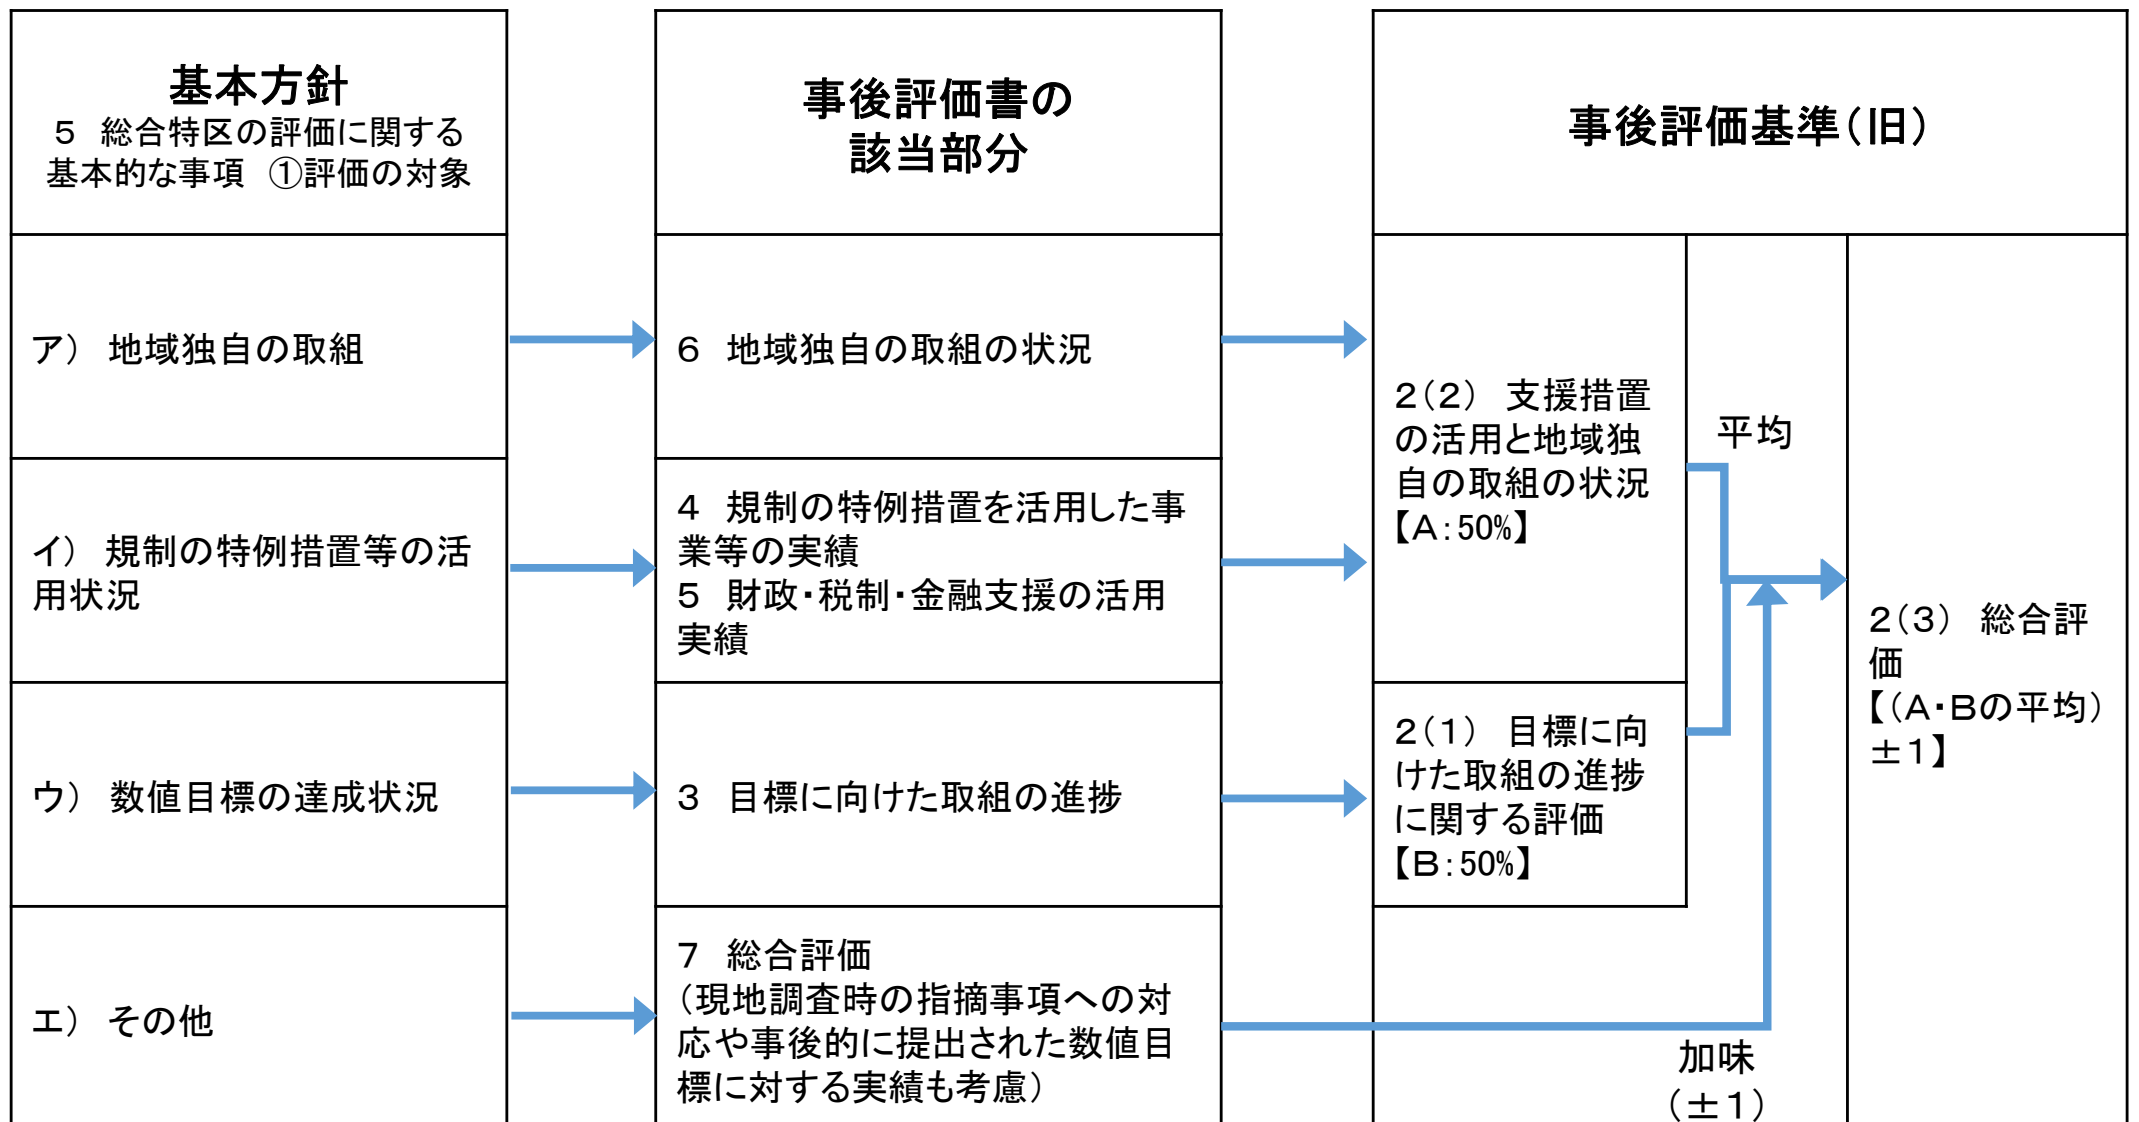 基本方針
５　総合特区の評価に関する
基本的な事項　①評価の対象
事後評価書の
該当部分
事後評価基準（旧）
ア）　地域独自の取組
６　地域独自の取組の状況
２（２）　支援措置
の活用と地域独
自の取組の状況
【Ａ：50%】
平均
イ）　規制の特例措置等の活
用状況
４　規制の特例措置を活用した事
業等の実績
５　財政・税制・金融支援の活用
実績
２（３）　総合評
価
【（Ａ・Ｂの平均）
±１】
ウ）　数値目標の達成状況
３　目標に向けた取組の進捗
２（１）　目標に向
けた取組の進捗
に関する評価
【Ｂ：50%】
エ）　その他
７　総合評価
（現地調査時の指摘事項への対
応や事後的に提出された数値目
標に対する実績も考慮）
加味
（±１）